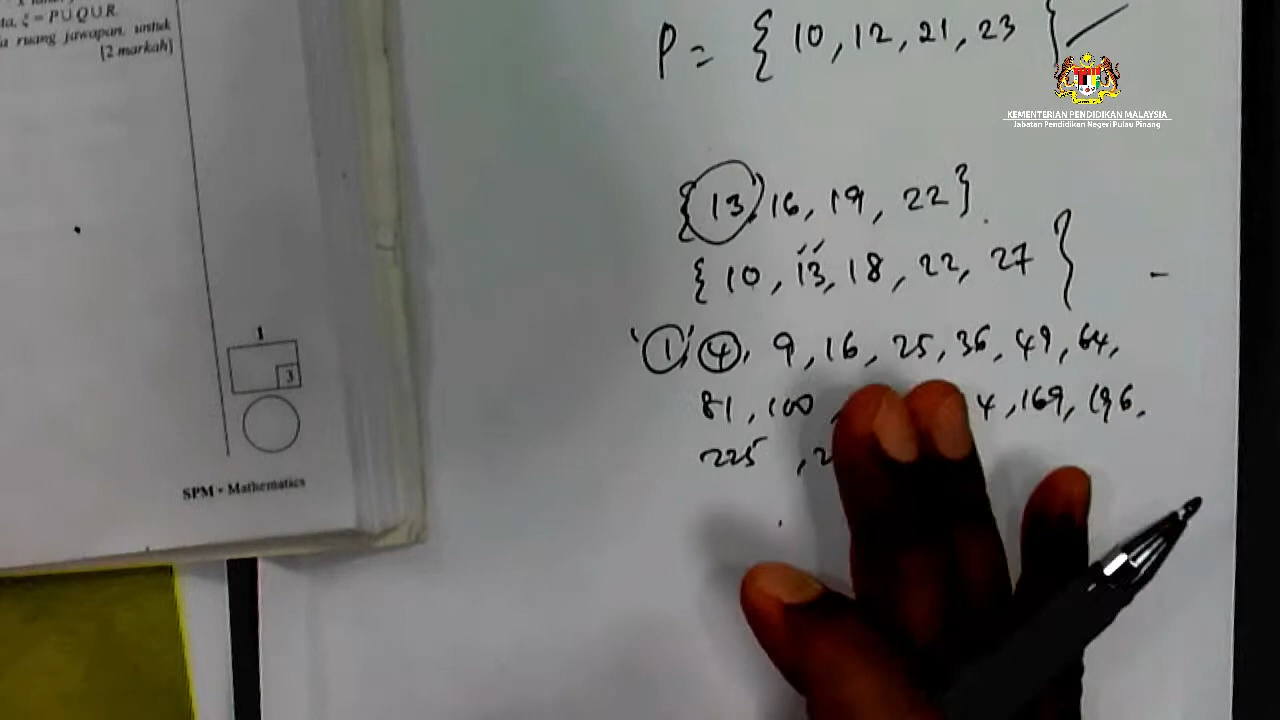 ta, ξ = P∪Q∪R.
a ruang jawapan, untuk
[2 markah]
P = { 10, 12, 21, 23 }
KEMENTERIAN PENDIDIKAN MALAYSIA
Jabatan Pendidikan Negeri Pulau Pinang
{ 13, 16, 19, 22 }
{ 10, 13, 18, 22, 27 }
1, 4, 9, 16, 25, 36, 49, 64,
81, 100 4, 169, 196,
225, 2
1
3
SPM • Mathematics